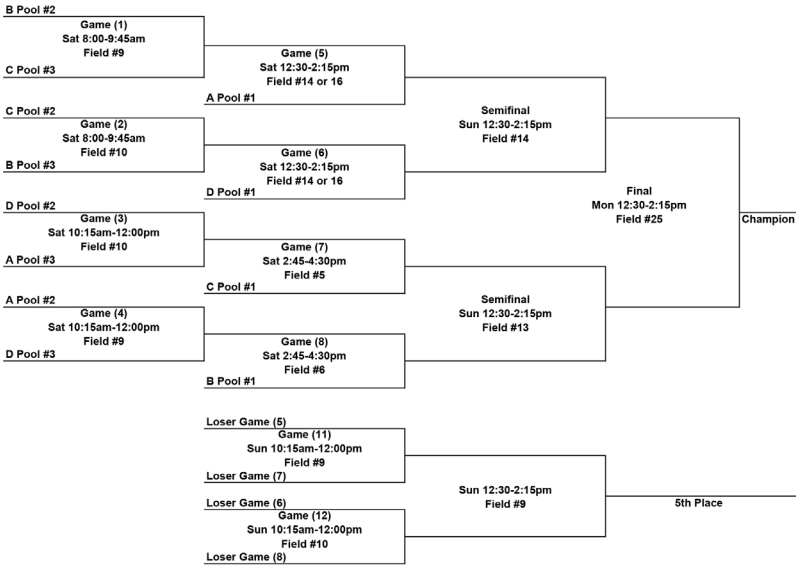 B Pool #2
Game (1)
Sat 8:00-9:45am
Field #9
C Pool #3
Game (5)
Sat 12:30-2:15pm
Field #14 or 16
A Pool #1
C Pool #2
Game (2)
Sat 8:00-9:45am
Field #10
B Pool #3
Game (6)
Sat 12:30-2:15pm
Field #14 or 16
D Pool #1
Semifinal
Sun 12:30-2:15pm
Field #14
D Pool #2
Game (3)
Sat 10:15am-12:00pm
Field #10
A Pool #3
Game (7)
Sat 2:45-4:30pm
Field #5
C Pool #1
A Pool #2
Game (4)
Sat 10:15am-12:00pm
Field #9
D Pool #3
Game (8)
Sat 2:45-4:30pm
Field #6
B Pool #1
Semifinal
Sun 12:30-2:15pm
Field #13
Final
Mon 12:30-2:15pm
Field #25
Champion
Loser Game (5)
Game (11)
Sun 10:15am-12:00pm
Field #9
Loser Game (7)
Loser Game (6)
Game (12)
Sun 10:15am-12:00pm
Field #10
Loser Game (8)
Sun 12:30-2:15pm
Field #9
5th Place